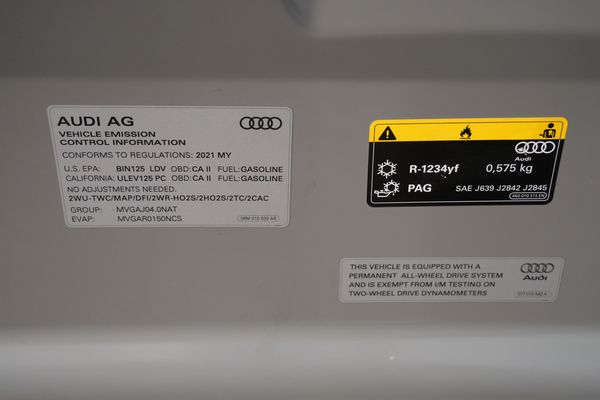 AUDI AG
VEHICLE EMISSION
CONTROL INFORMATION
CONFORMS TO REGULATIONS: 2021 MY
U.S. EPA: BIN125 LDV OBD: CA II FUEL: GASOLINE
CALIFORNIA: ULEV125 PC OBD: CA II FUEL: GASOLINE
NO ADJUSTMENTS NEEDED.
2WU-TWC/MAP/DFI/2WR-HO2S/2HO2S/2TC/2CAC
GROUP: MVGAJ04.0NAT
EVAP: MVGAR0150NCS
Audi
R-1234yf 0,575 kg
PAG SAE J639 J2842 J2845
THIS VEHICLE IS EQUIPPED WITH A
PERMANENT ALL-WHEEL DRIVE SYSTEM
AND IS EXEMPT FROM I/M TESTING ON
TWO-WHEEL DRIVE DYNAMOMETERS
Audi